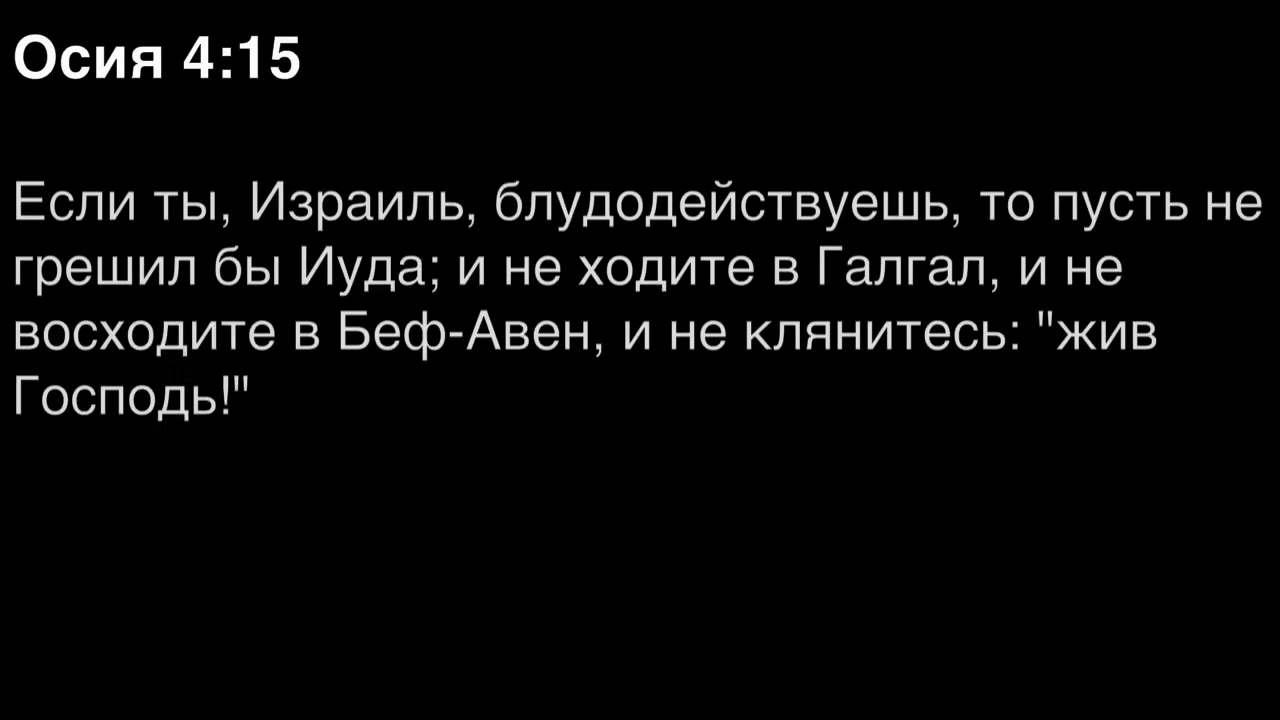 Осия 4:15
Если ты, Израиль, блудодействуешь, то пусть не
грешил бы Иуда; и не ходите в Галгал, и не
восходите в Беф-Авен, и не клянитесь: "жив
Господь!"